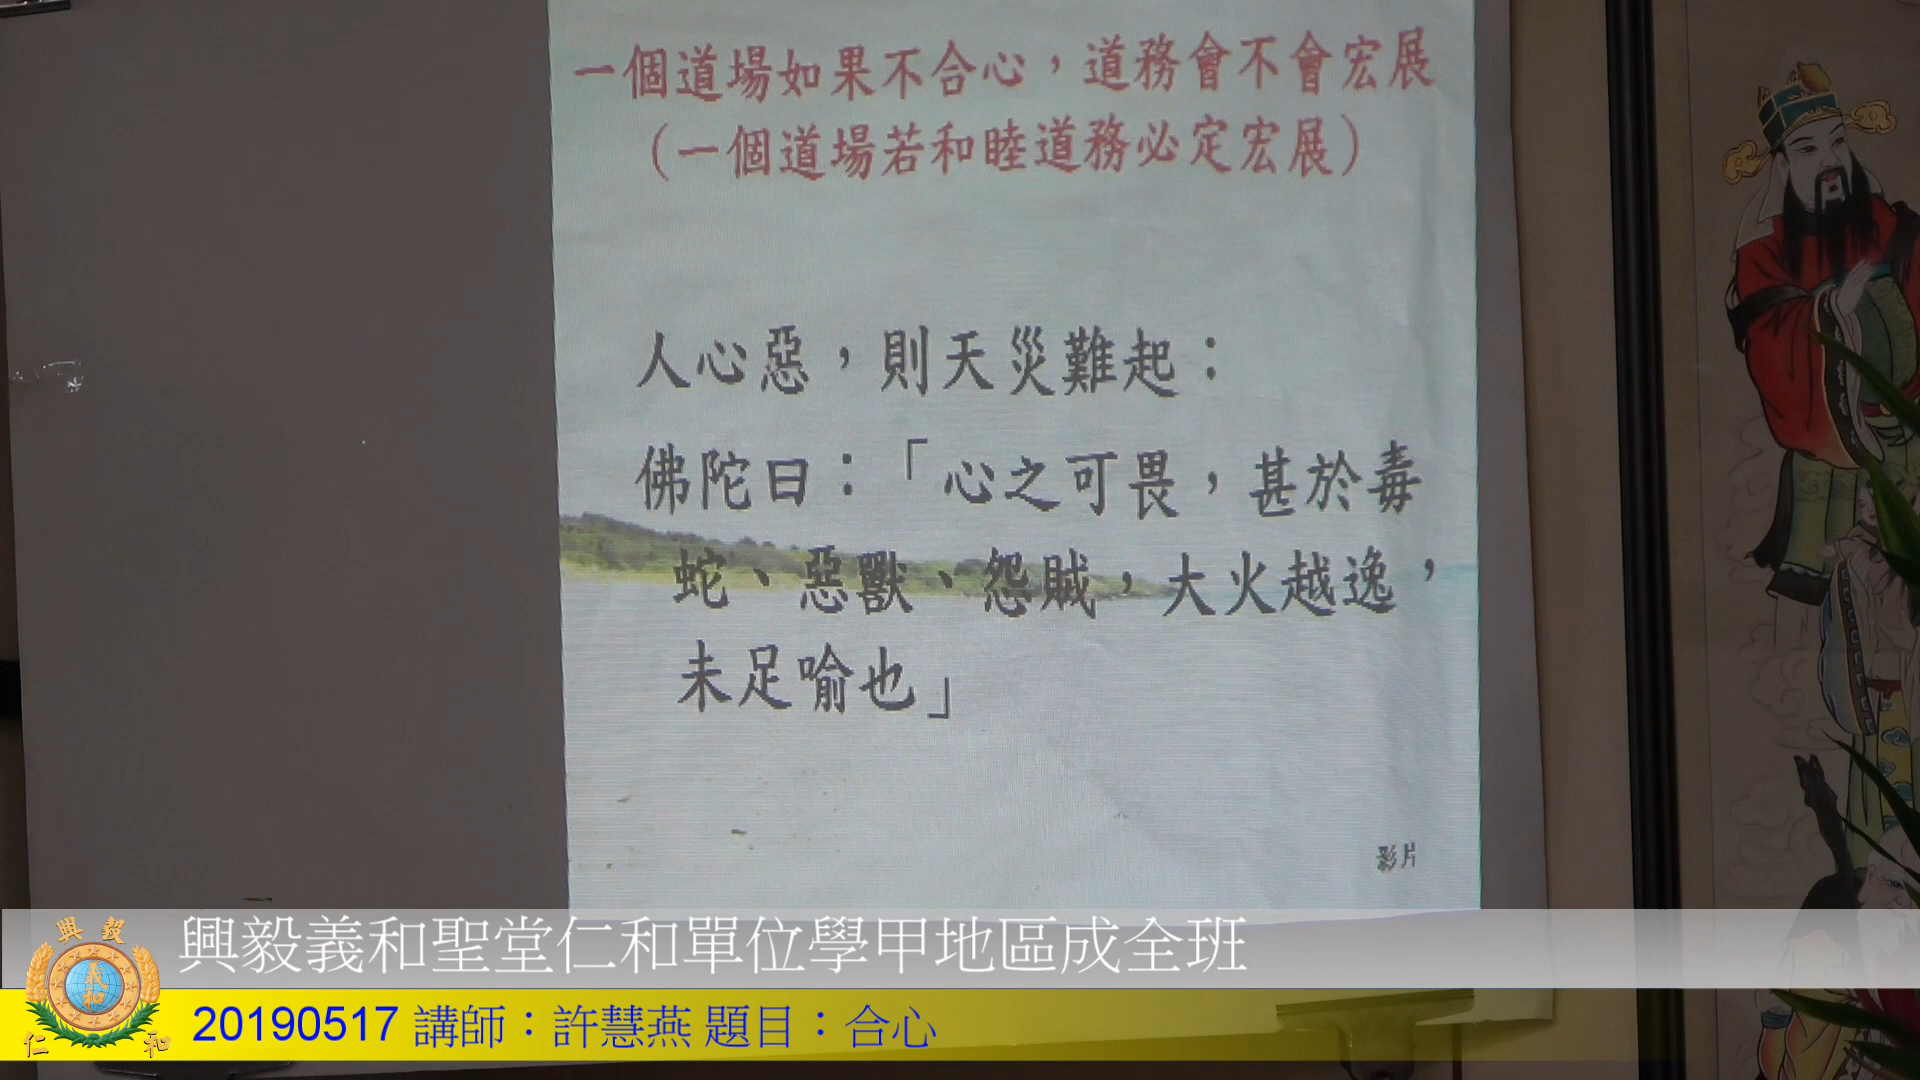 一個道場如果不合心，道務會不會宏展
（一個道場若和睦道務必定宏展）
人心惡，則天災難起：
佛陀曰：「心之可畏，甚於毒
蛇、惡獸、怨賊，大火越逸，
未足喻也」
影片
興毅義和聖堂仁和單位學甲地區成全班
20190517 講師：許慧燕 題目：合心
興毅
義和
仁和